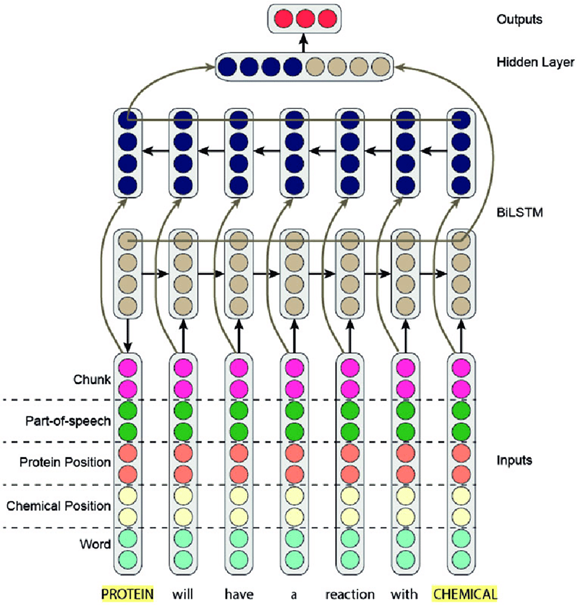 Outputs
Hidden Layer
BiLSTM
Chunk
Part-of-speech
Protein Position
Inputs
Chemical Position
Word
PROTEIN will have a reaction with CHEMICAL